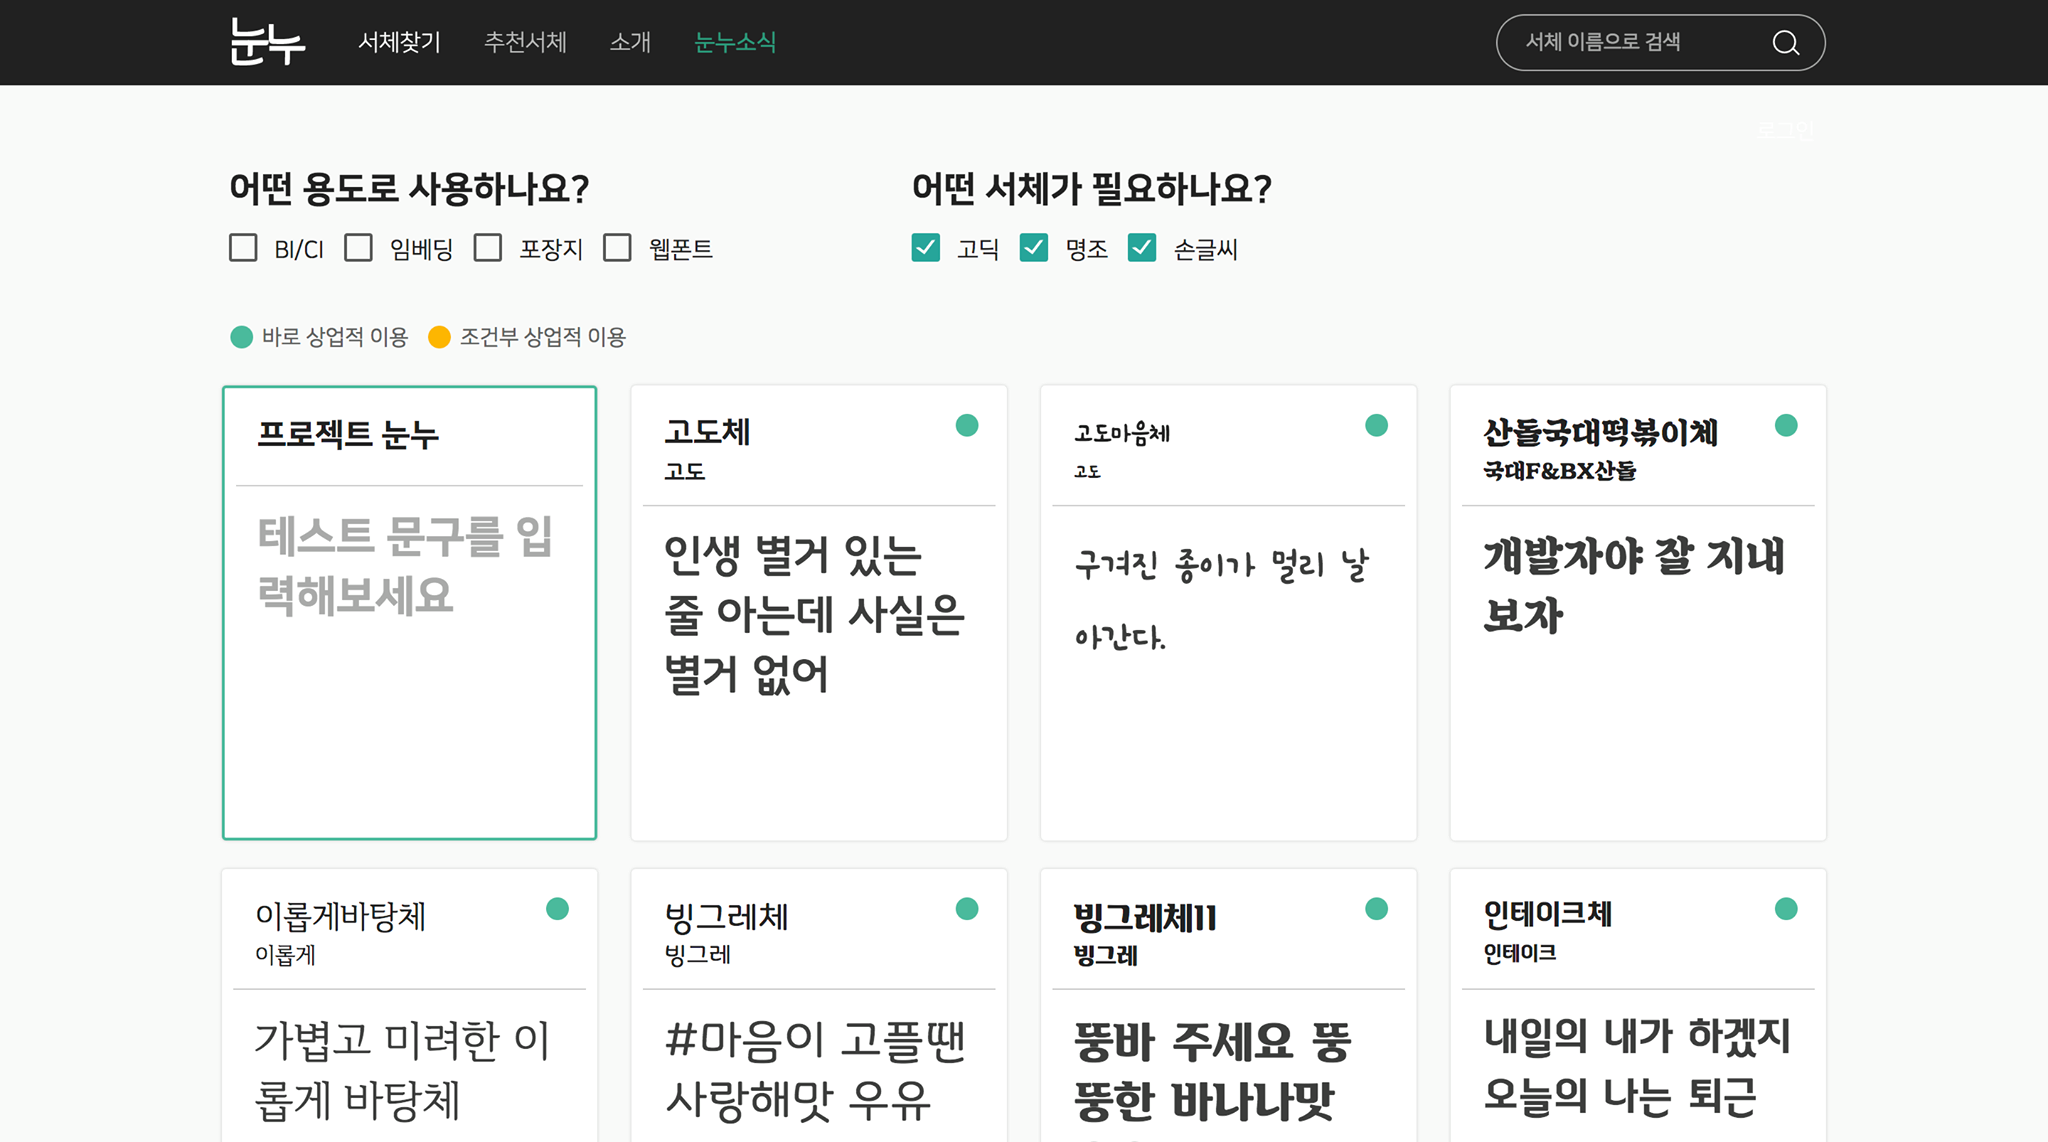 눈누 서체찾기 추천서체 소개 눈누소식 서체 이름으로 검색
로그인
어떤 용도로 사용하나요?
BI/CI 임베딩 포장지 웹폰트
어떤 서체가 필요하나요?
고딕 명조 손글씨
바로 상업적 이용 조건부 상업적 이용
프로젝트 눈누
테스트 문구를 입
력해보세요
고도체
고도
인생 별거 있는
줄 아는데 사실은
별거 없어
고도마음체
고도
구겨진 종이가 멀리 날
아간다.
산돌국대떡볶이체
국대F&BX산돌
개발자야 잘 지내
보자
이롭게바탕체
이롭게
가볍고 미려한 이
롭게 바탕체
빙그레체
빙그레
#마음이 고플땐
사랑해맛 우유
빙그레체II
빙그레
뚱바 주세요 뚱
뚱한 바나나맛
인테이크체
인테이크
내일의 내가 하겠지
오늘의 나는 퇴근